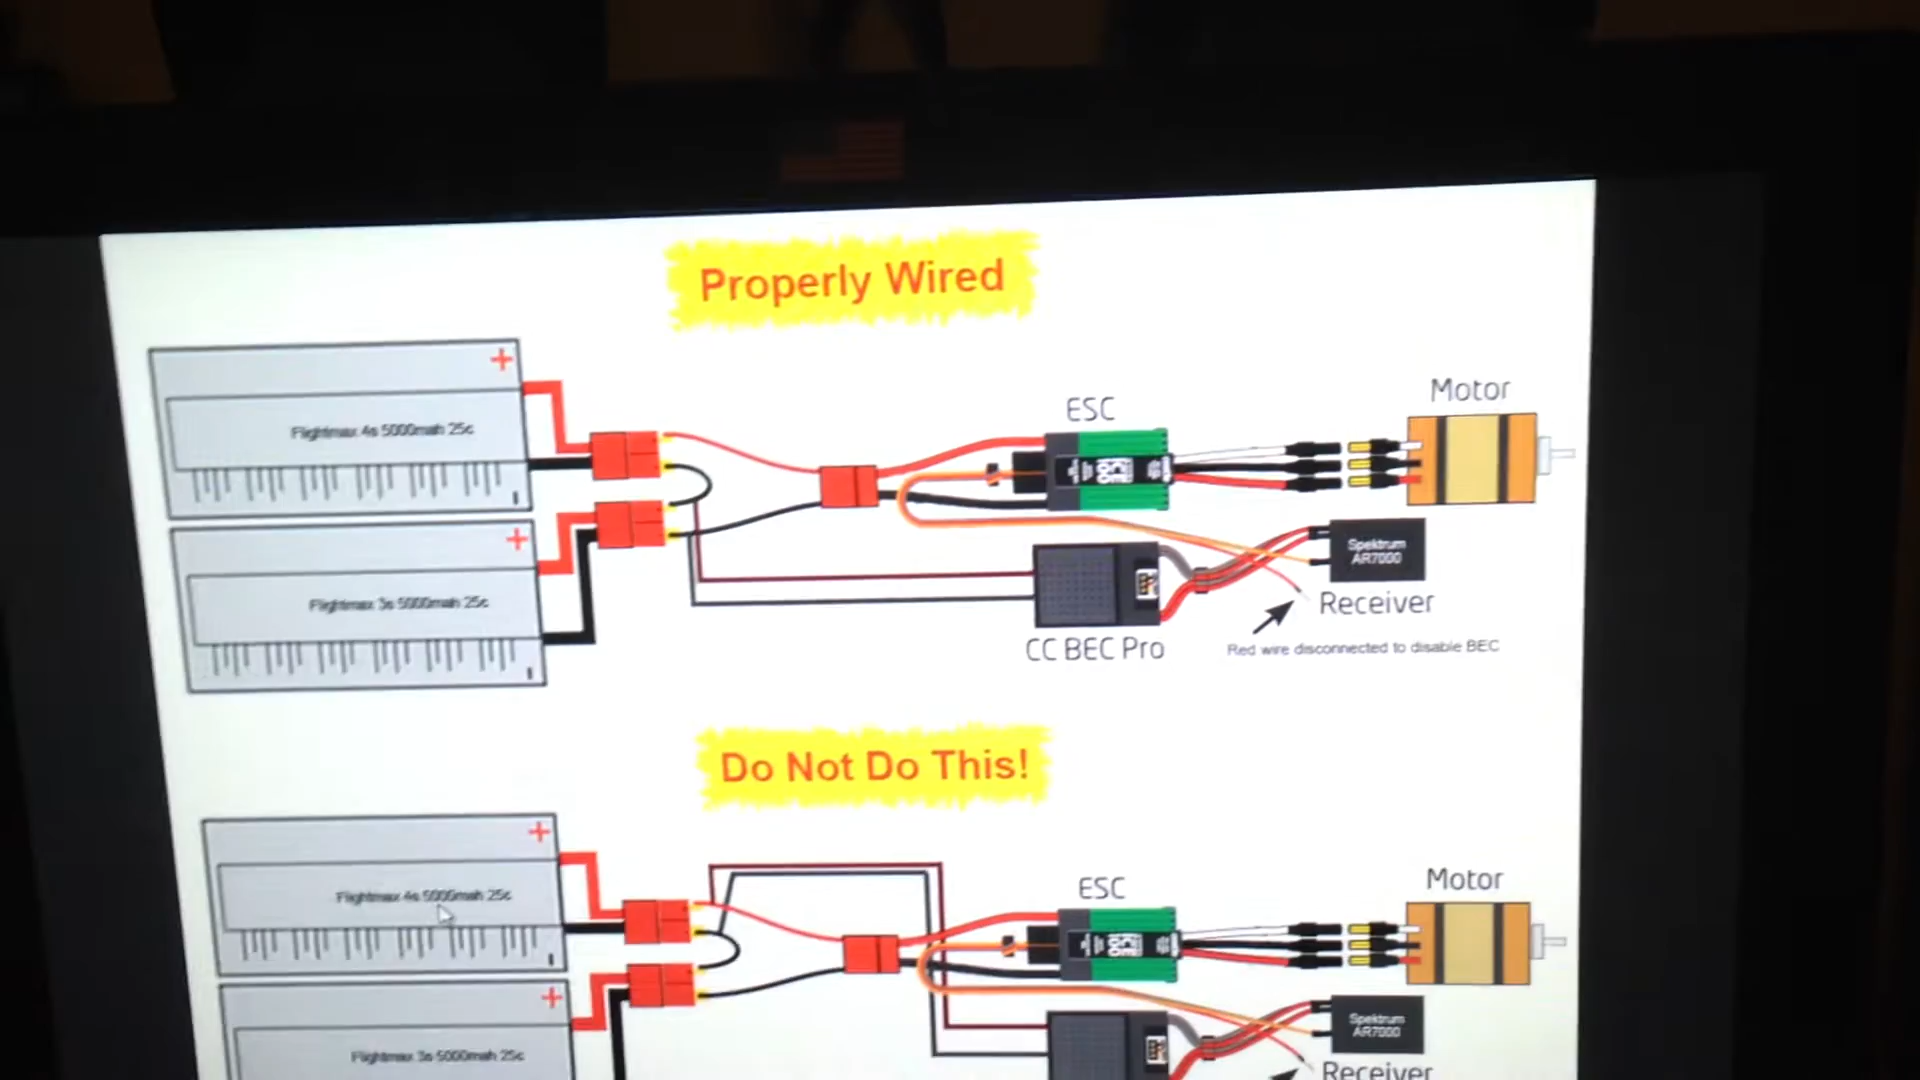 Properly Wired
+
Flightmax 4s 5000mah 25c
ESC
Motor
+
Flightmax 3s 5000mah 25c
Spektrum
AR7000
Receiver
CC BEC Pro
Red wire disconnected to disable BEC
Do Not Do This!
+
Flightmax 4s 5000mah 25c
ESC
Motor
+
Flightmax 3s 5000mah 25c
Spektrum
AR7000
Receiver